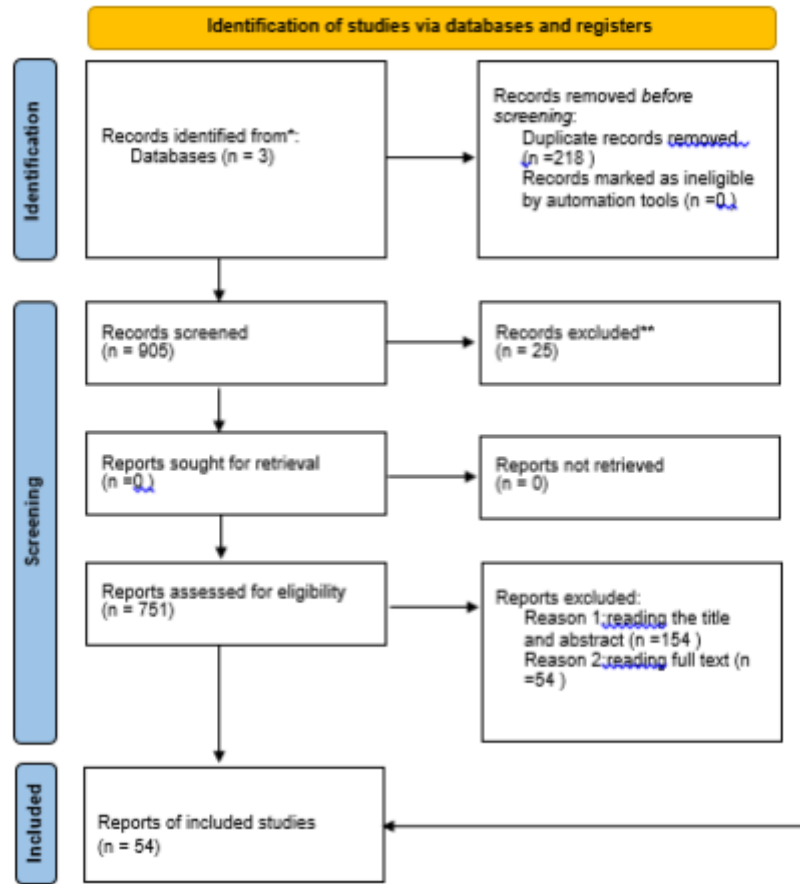 Identification of studies via databases and registers
Identification
Records identified from*:
Databases (n = 3)
Records removed before
screening:
Duplicate records removed
(n =218 )
Records marked as ineligible
by automation tools (n =0 )
Screening
Records screened
(n = 905)
Records excluded**
(n = 25)
Reports sought for retrieval
(n =0 )
Reports not retrieved
(n = 0)
Reports assessed for eligibility
(n = 751)
Reports excluded:
Reason 1:reading the title
and abstract (n =154 )
Reason 2:reading full text (n
=54 )
Included
Reports of included studies
(n = 54)